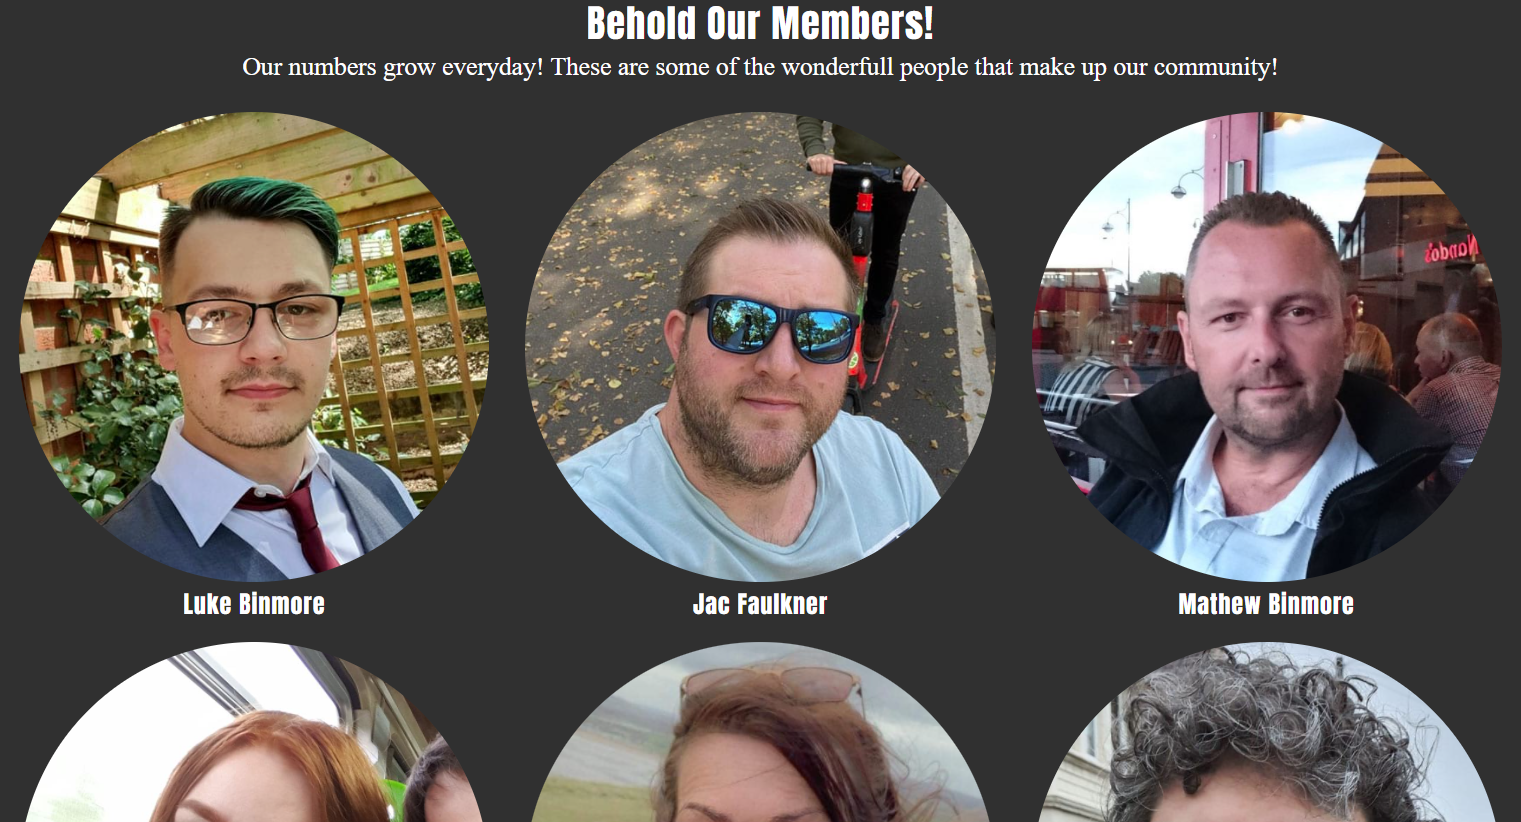 Behold Our Members!
Our numbers grow everyday! These are some of the wonderfull people that make up our community!
Nando's
Luke Binmore
Jac Faulkner
Mathew Binmore